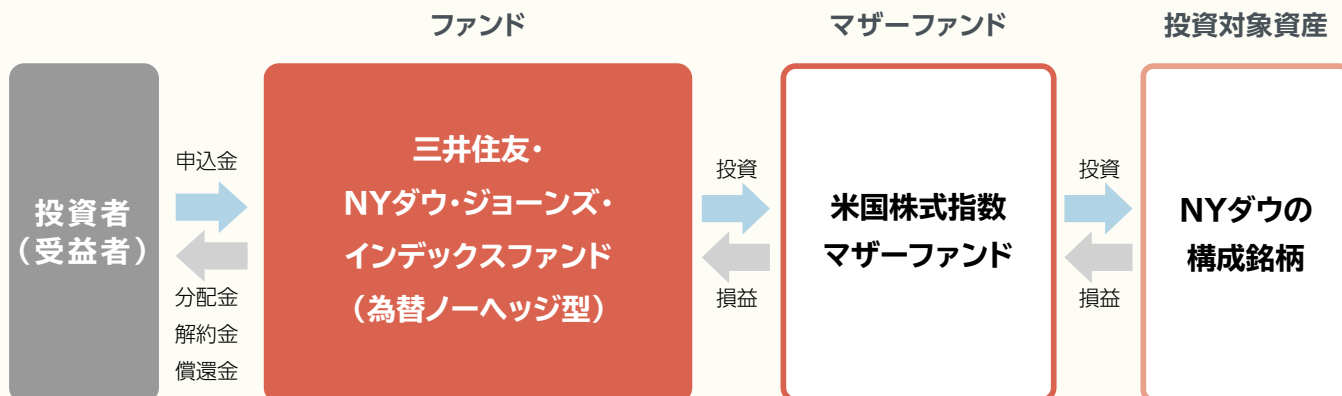 ファンド
マザーファンド
投資対象資産
投資者
（受益者）
申込金
分配金
解約金
償還金
三井住友・
NYダウ・ジョーンズ・
インデックスファンド
（為替ノーヘッジ型）
投資
損益
米国株式指数
マザーファンド
投資
損益
NYダウの
構成銘柄